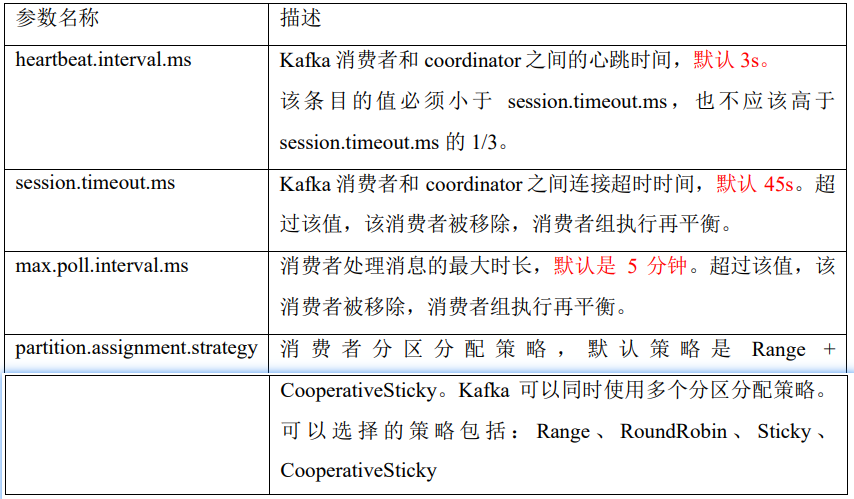 参数名称 描述
heartbeat.interval.ms Kafka 消费者和 coordinator 之间的心跳时间，默认 3s。
该条目的值必须小于 session.timeout.ms，也不应该高于
session.timeout.ms 的 1/3。
session.timeout.ms Kafka 消费者和 coordinator 之间连接超时时间，默认 45s。超
过该值，该消费者被移除，消费者组执行再平衡。
max.poll.interval.ms 消费者处理消息的最大时长，默认是 5 分钟。超过该值，该
消费者被移除，消费者组执行再平衡。
partition.assignment.strategy 消费者分区分配策略，默认策略是 Range +
CooperativeSticky。Kafka 可以同时使用多个分区分配策略。
可以选择的策略包括：Range、RoundRobin、Sticky、
CooperativeSticky